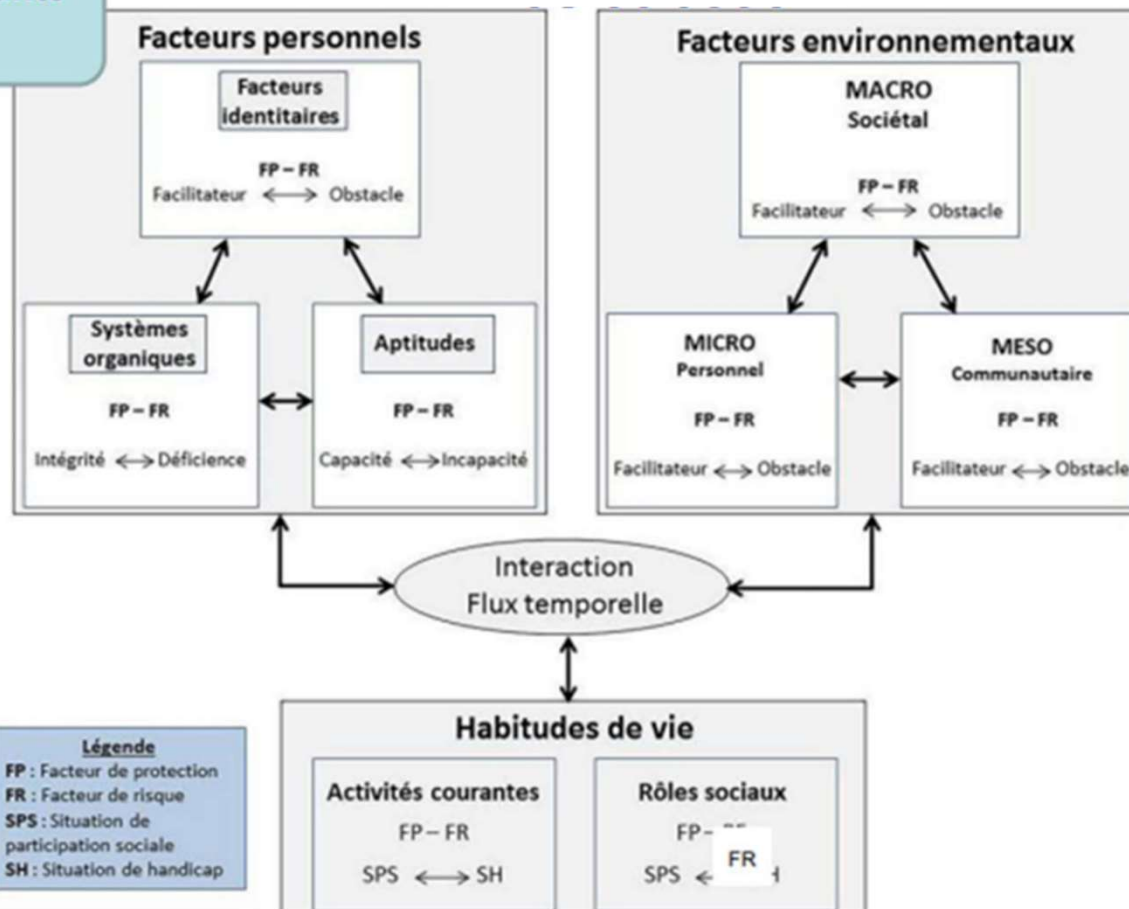 Facteurs personnels
Facteurs
identitaires
FP – FR
Facilitateur ⟷ Obstacle
Systèmes
organiques
FP – FR
Intégrité ⟷ Déficience
Aptitudes
FP – FR
Capacité ⟷ Incapacité
Facteurs environnementaux
MACRO
Sociétal
FP – FR
Facilitateur ⟷ Obstacle
MICRO
Personnel
FP – FR
Facilitateur ⟷ Obstacle
MESO
Communautaire
FP – FR
Facilitateur ⟷ Obstacle
Interaction
Flux temporelle
Habitudes de vie
Activités courantes
FP – FR
SPS ⟷ SH
Rôles sociaux
FP –
FR
SPS
Légende
FP : Facteur de protection
FR : Facteur de risque
SPS : Situation de
participation sociale
SH : Situation de handicap